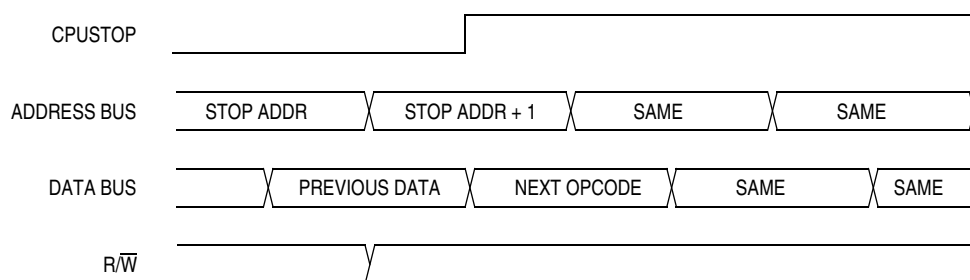 CPUSTOP
ADDRESS BUS STOP ADDR STOP ADDR + 1 SAME SAME
DATA BUS PREVIOUS DATA NEXT OPCODE SAME SAME
R/W̅